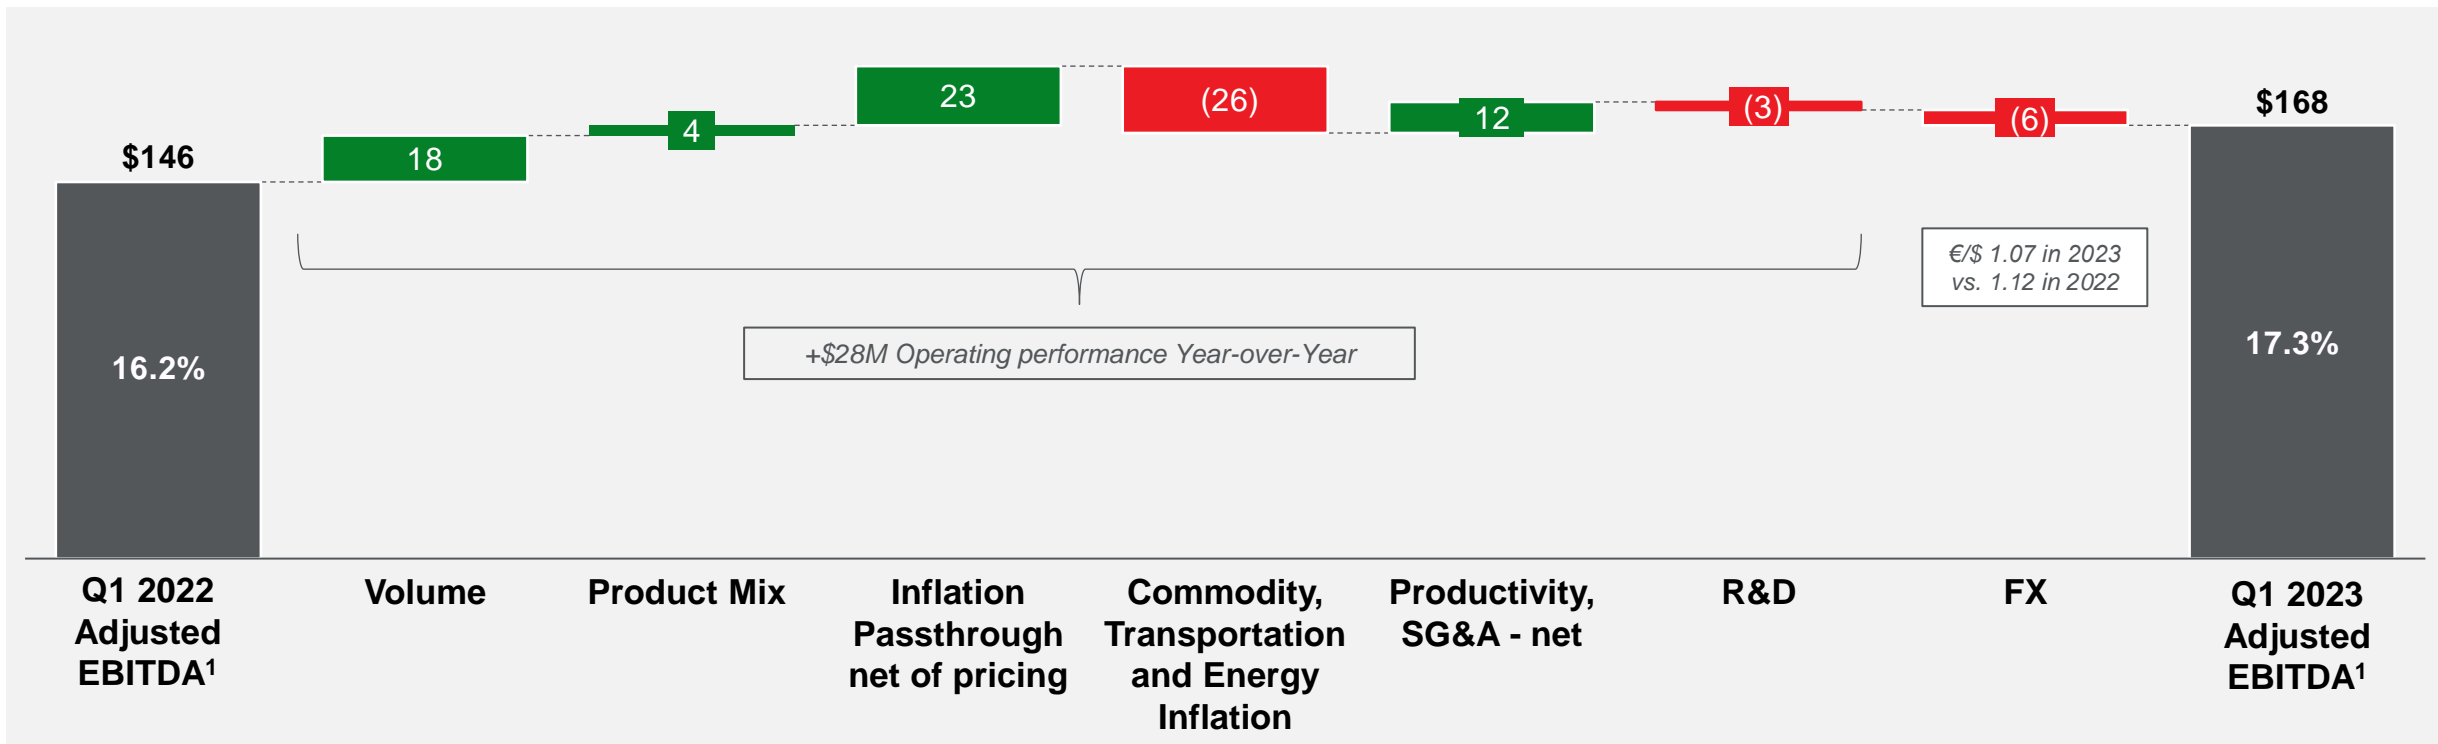 $146
18
4
23
(26)
12
(3)
(6)
$168
€/$ 1.07 in 2023
vs. 1.12 in 2022
+$28M Operating performance Year-over-Year
16.2%
17.3%
Q1 2022
Adjusted
EBITDA¹
Volume
Product Mix
Inflation
Passthrough
net of pricing
Commodity,
Transportation
and Energy
Inflation
Productivity,
SG&A - net
R&D
FX
Q1 2023
Adjusted
EBITDA¹